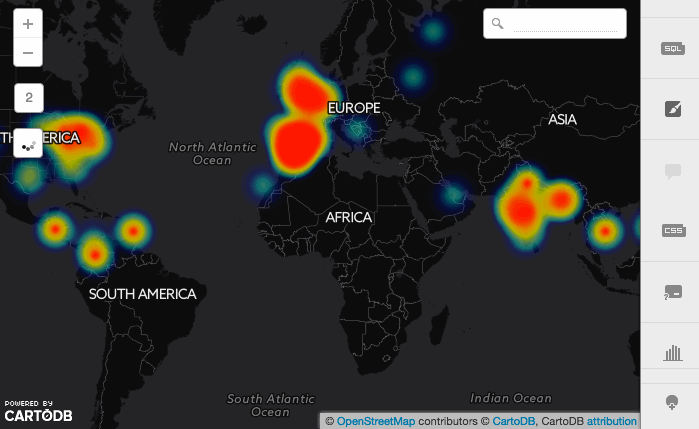 +
−
2
TH AMERICA
North Atlantic
Ocean
EUROPE
ASIA
AFRICA
SOUTH AMERICA
South Atlantic
Ocean
Indian Ocean
POWERED BY
CARTODB
© OpenStreetMap contributors © CartoDB, CartoDB attribution
SQL
CSS
?